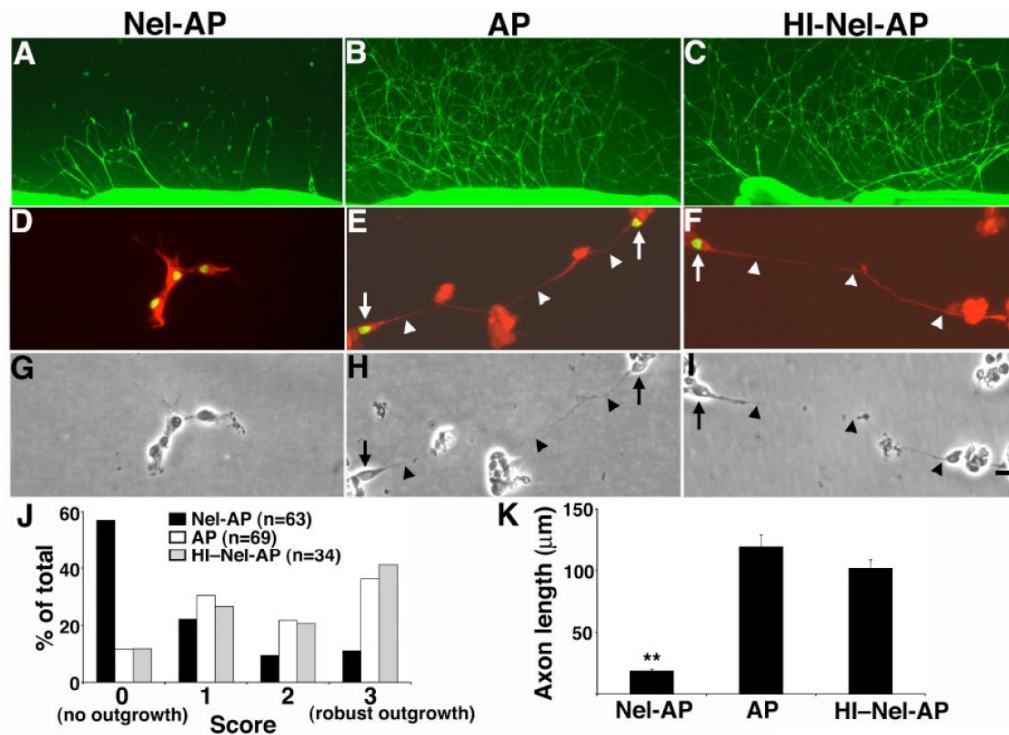 Nel-AP AP HI-Nel-AP
A B C
D E F
G H I
J
60
40
20
0
% of total
Nel-AP (n=63)
AP (n=69)
HI–Nel-AP (n=34)
0 1 2 3
(no outgrowth) (robust outgrowth)
Score
K
150
100
50
Axon length (μm)
**
Nel-AP AP HI–Nel-AP